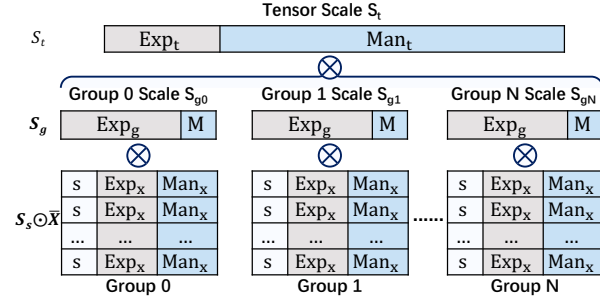 Tensor Scale S_t
S_t Exp_t Man_t
Group 0 Scale S_g0 Group 1 Scale S_g1 Group N Scale S_gN
S_g Exp_g M Exp_g M Exp_g M
s Exp_x Man_x s Exp_x Man_x s Exp_x Man_x
S_s⊙X̅ s Exp_x Man_x s Exp_x Man_x ...... s Exp_x Man_x
... ... ... ... ... ... ... ... ...
s Exp_x Man_x s Exp_x Man_x s Exp_x Man_x
Group 0 Group 1 Group N